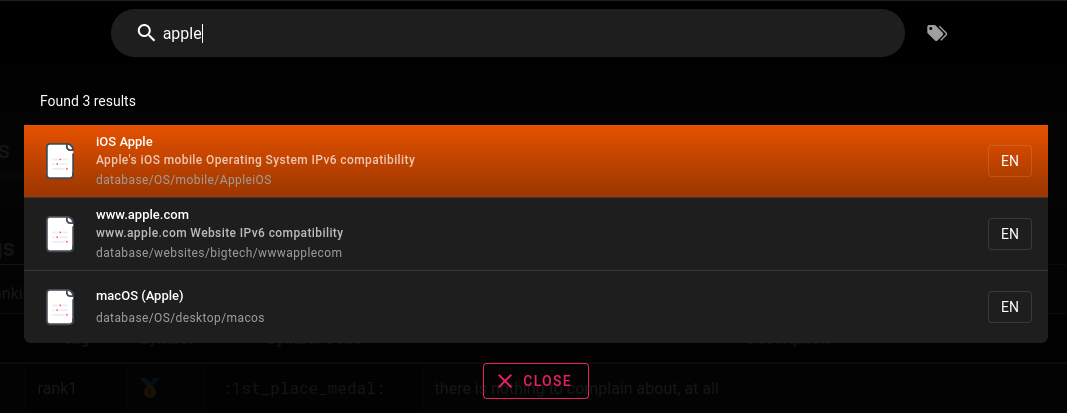 apple
Found 3 results
iOS Apple
Apple's iOS mobile Operating System IPv6 compatibility
database/OS/mobile/AppleiOS
EN
www.apple.com
www.apple.com Website IPv6 compatibility
database/websites/bigtech/wwwapplecom
EN
macOS (Apple)
database/OS/desktop/macos
EN
CLOSE
rank1
:1st_place_medal:
there is nothing to complain about, at all